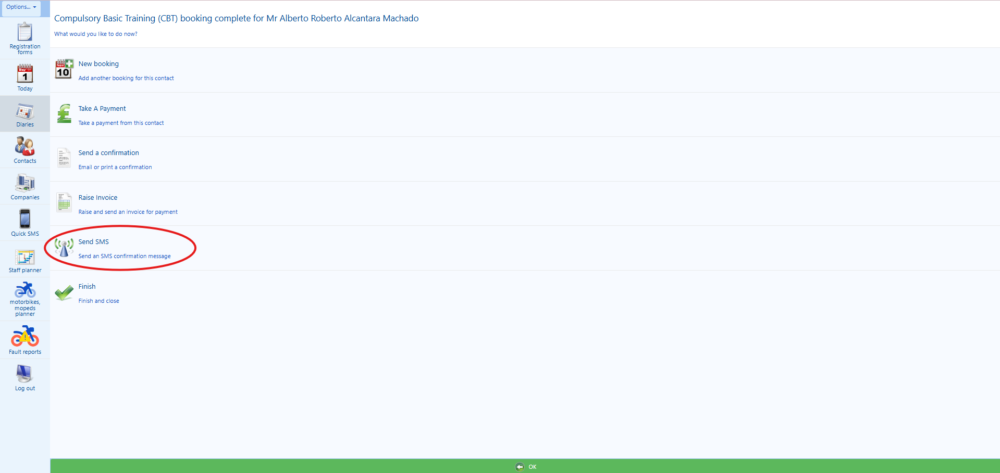 Options...
Registration
forms
Today
Diaries
Contacts
Companies
Quick SMS
Staff planner
motorbikes,
mopeds
planner
Fault reports
Log out
Compulsory Basic Training (CBT) booking complete for Mr Alberto Roberto Alcantara Machado
What would you like to do now?
New booking
Add another booking for this contact
Take A Payment
Take a payment from this contact
Send a confirmation
Email or print a confirmation
Raise Invoice
Raise and send an invoice for payment
Send SMS
Send an SMS confirmation message
Finish
Finish and close
OK
Day
1
Nov
10